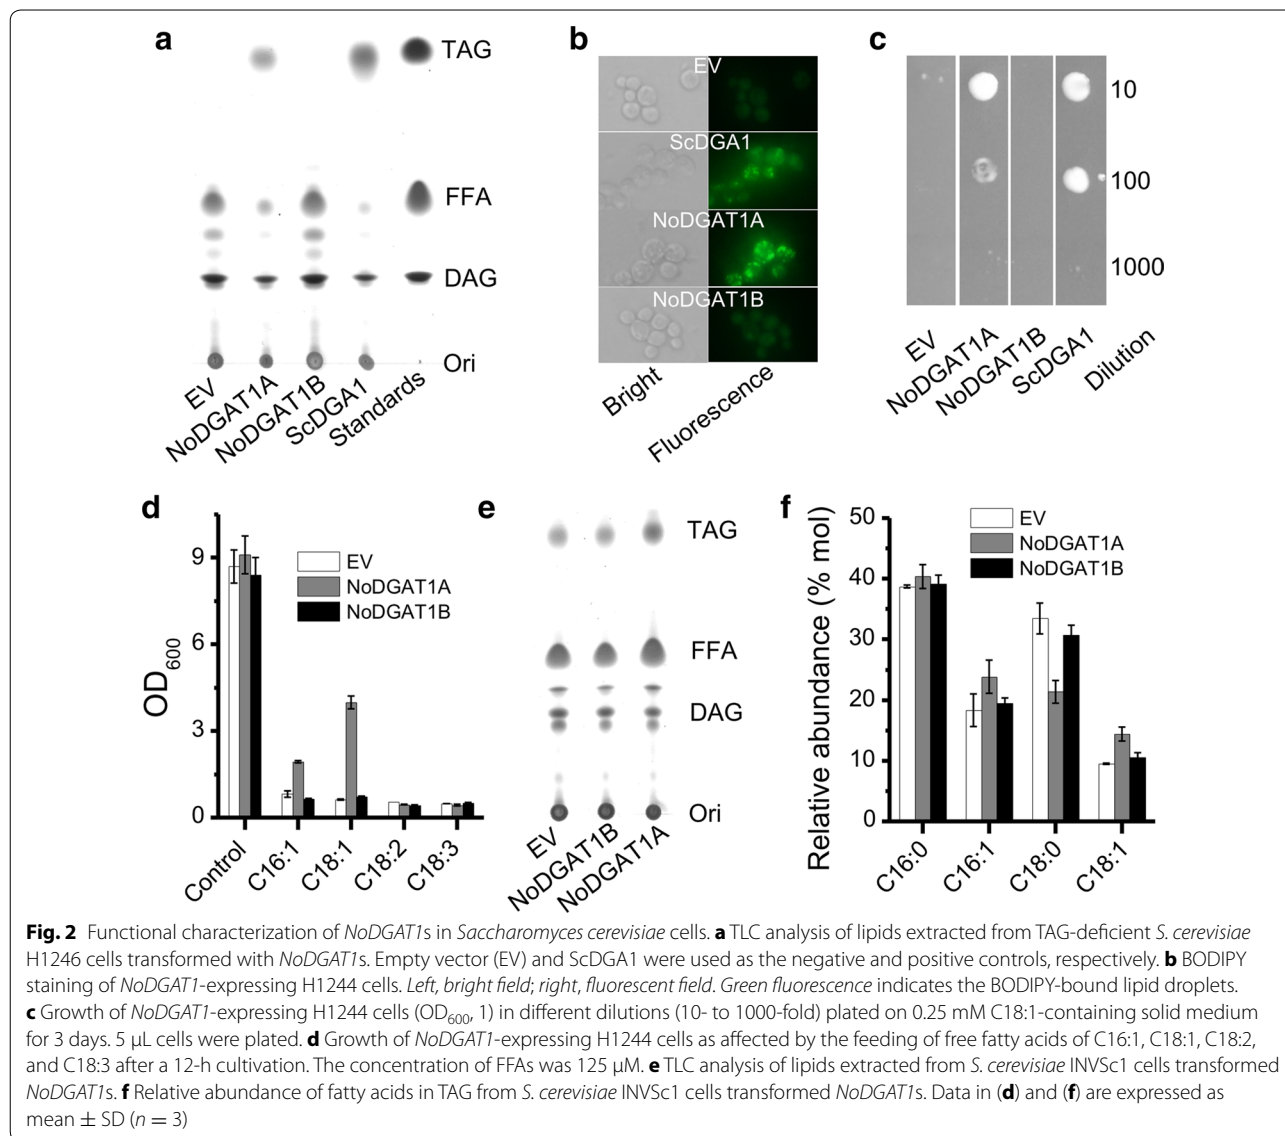 a
TAG
FFA
DAG
Ori
EV
NoDGAT1A
NoDGAT1B
ScDGA1
Standards
b
EV
ScDGA1
NoDGAT1A
NoDGAT1B
Bright
Fluorescence
c
10
100
1000
EV
NoDGAT1A
NoDGAT1B
ScDGA1
Dilution
d
OD600
9
6
3
0
EV
NoDGAT1A
NoDGAT1B
Control
C16:1
C18:1
C18:2
C18:3
e
TAG
FFA
DAG
Ori
EV
NoDGAT1B
NoDGAT1A
f
Relative abundance (% mol)
50
40
30
20
10
0
EV
NoDGAT1A
NoDGAT1B
C16:0
C16:1
C18:0
C18:1
Fig. 2 Functional characterization of NoDGAT1s in Saccharomyces cerevisiae cells. a TLC analysis of lipids extracted from TAG-deficient S. cerevisiae
H1246 cells transformed with NoDGAT1s. Empty vector (EV) and ScDGA1 were used as the negative and positive controls, respectively. b BODIPY
staining of NoDGAT1-expressing H1244 cells. Left, bright field; right, fluorescent field. Green fluorescence indicates the BODIPY-bound lipid droplets.
c Growth of NoDGAT1-expressing H1244 cells (OD600, 1) in different dilutions (10- to 1000-fold) plated on 0.25 mM C18:1-containing solid medium
for 3 days. 5 µL cells were plated. d Growth of NoDGAT1-expressing H1244 cells as affected by the feeding of free fatty acids of C16:1, C18:1, C18:2,
and C18:3 after a 12-h cultivation. The concentration of FFAs was 125 µM. e TLC analysis of lipids extracted from S. cerevisiae INVSc1 cells transformed
NoDGAT1s. f Relative abundance of fatty acids in TAG from S. cerevisiae INVSc1 cells transformed NoDGAT1s. Data in (d) and (f) are expressed as
mean ± SD (n = 3)